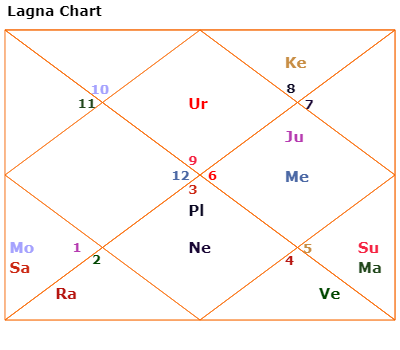 Lagna Chart
Ke
10
8
11 Ur 7
Ju
9
12 6 Me
3
Pl
Mo 1 Ne 5 Su
2 4
Sa Ma
Ra Ve